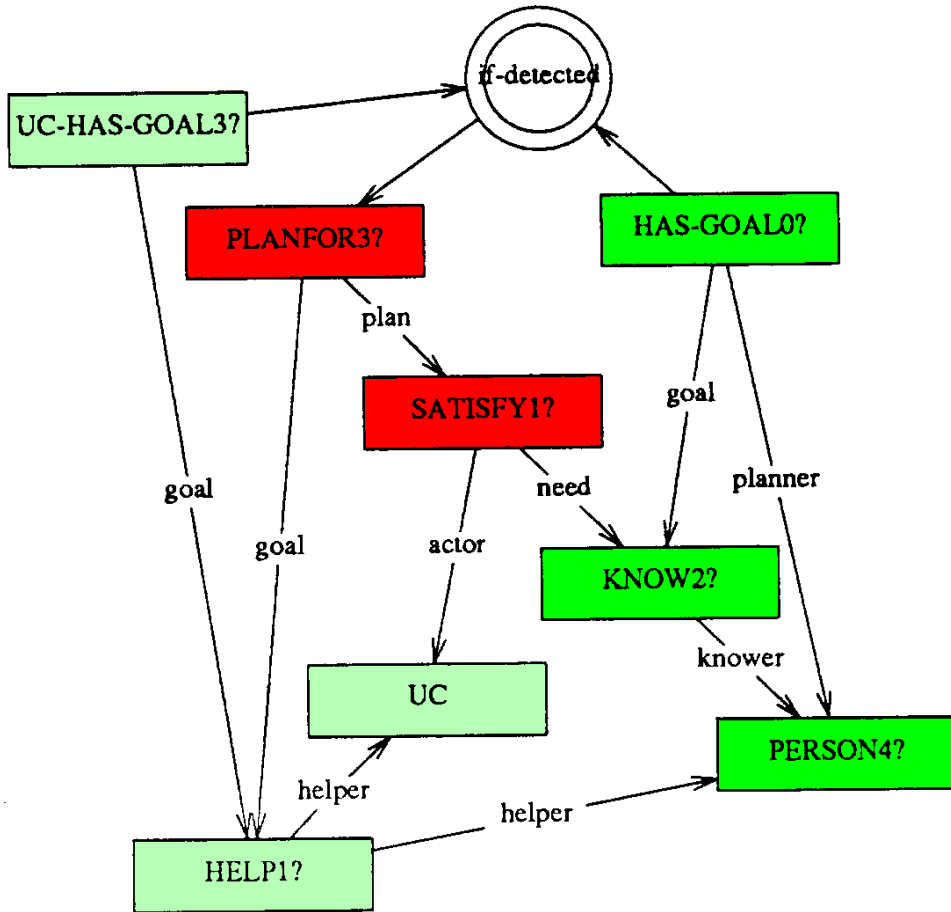 if-detected
UC-HAS-GOAL3?
PLANFOR3?
HAS-GOAL0?
plan
SATISFY1?
goal
need
planner
goal
goal
actor
KNOW2?
knower
UC
PERSON4?
helper
helper
HELP1?